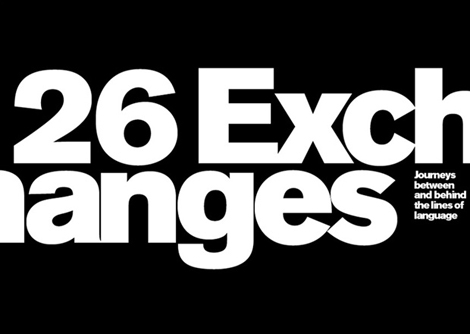 26 Exch
hanges
Journeys
between
and behind
the lines of
language